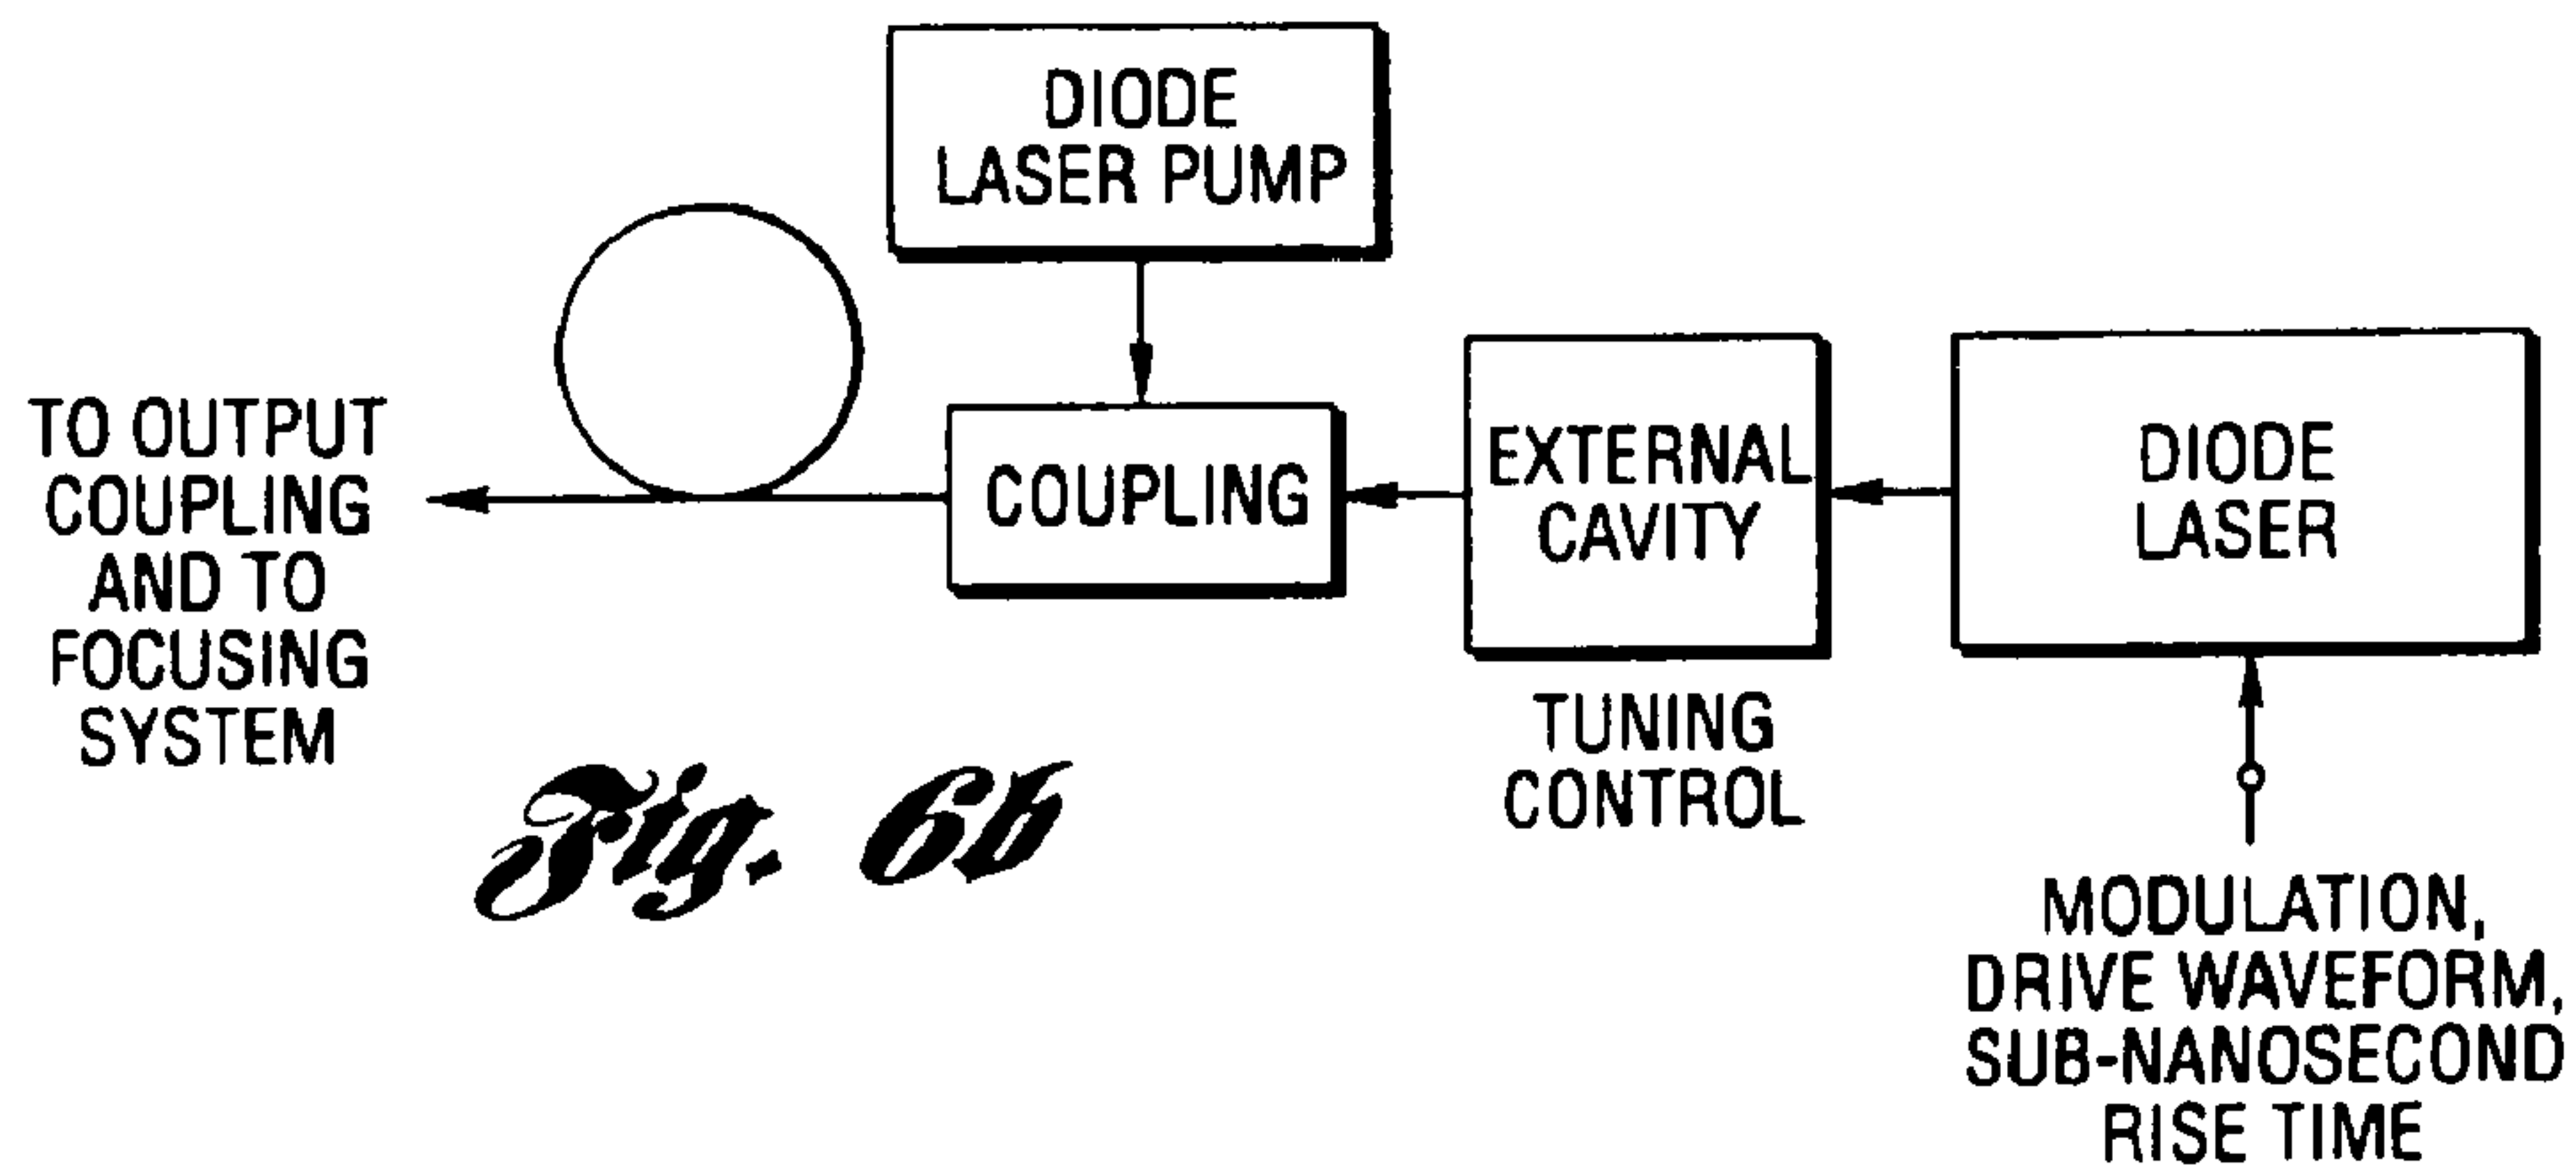 DIODE
LASER PUMP
TO OUTPUT
COUPLING
AND TO
FOCUSING
SYSTEM
COUPLING
EXTERNAL
CAVITY
DIODE
LASER
TUNING
CONTROL
Fig. 6b
MODULATION,
DRIVE WAVEFORM,
SUB-NANOSECOND
RISE TIME